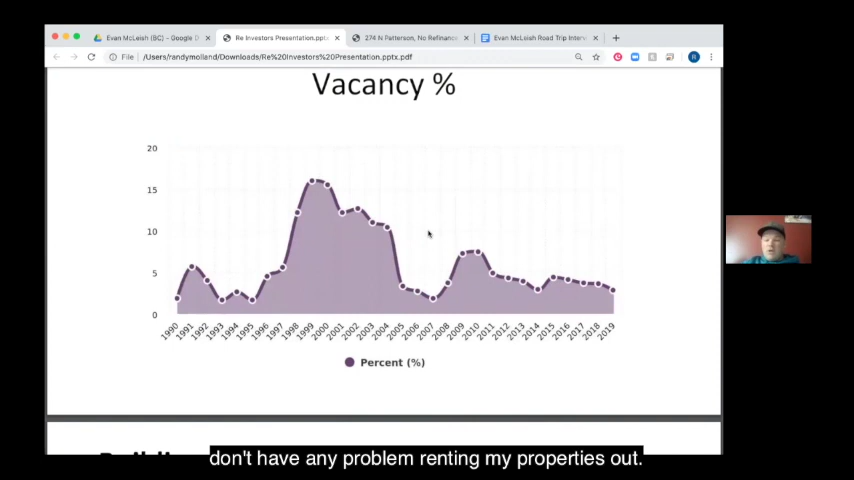 Evan McLeish (BC) – Google D
Re Investors Presentation.pptx
274 N Patterson, No Refinance
Evan McLeish Road Trip Interv
File
/Users/randymolland/Downloads/Re%20Investors%20Presentation.pptx.pdf
R
Vacancy %
20
15
10
5
0
1990 1991 1992 1993 1994 1995 1996 1997 1998 1999 2000 2001 2002 2003 2004 2005 2006 2007 2008 2009 2010 2011 2012 2013 2014 2015 2016 2017 2018 2019
Percent (%)
don't have any problem renting my properties out.